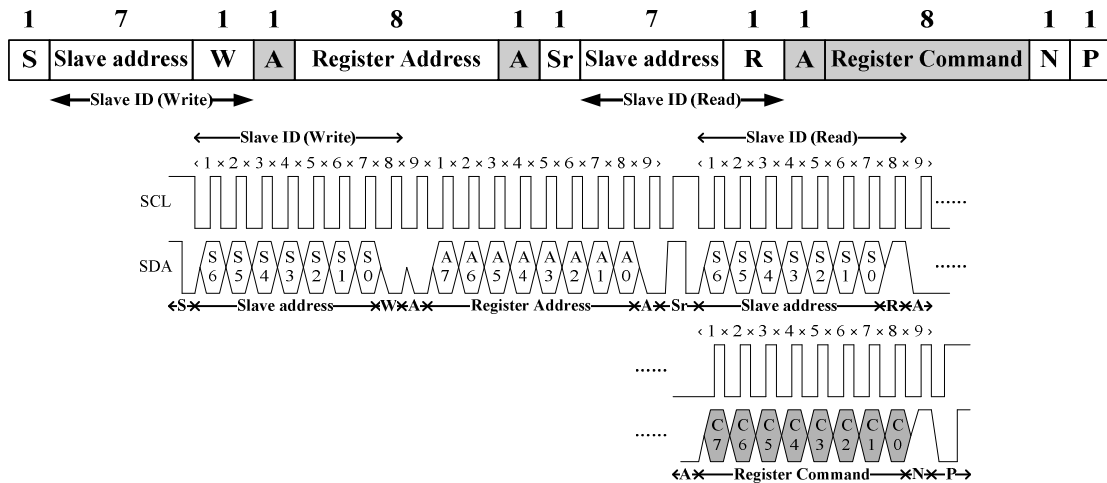 1 7 1 1 8 1 1 7 1 1 8 1 1
S Slave address W A Register Address A Sr Slave address R A Register Command N P
Slave ID (Write) Slave ID (Read)
Slave ID (Write) Slave ID (Read)
1 × 2 × 3 × 4 × 5 × 6 × 7 × 8 × 9 × 1 × 2 × 3 × 4 × 5 × 6 × 7 × 8 × 9 1 × 2 × 3 × 4 × 5 × 6 × 7 × 8 × 9
SCL ......
SDA S6 S5 S4 S3 S2 S1 S0 A7 A6 A5 A4 A3 A2 A1 A0 S6 S5 S4 S3 S2 S1 S0 ......
S Slave address W A Register Address A Sr Slave address R A
1 × 2 × 3 × 4 × 5 × 6 × 7 × 8 × 9
......
...... C7 C6 C5 C4 C3 C2 C1 C0
A Register Command N P